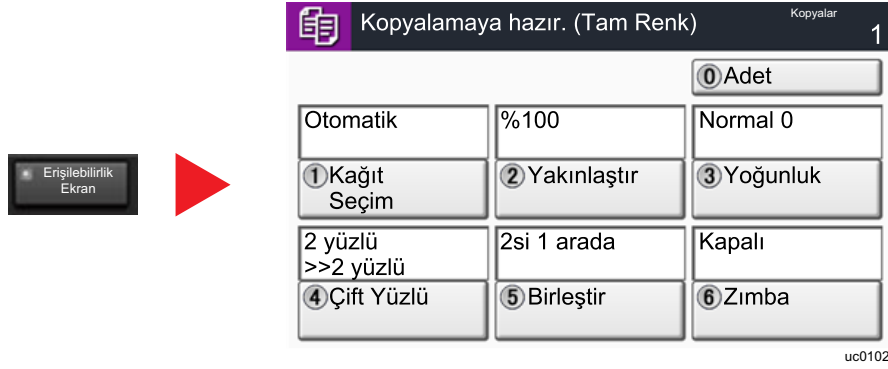 Erişilebilirlik
Ekran
Kopyalamaya hazır. (Tam Renk)
Kopyalar
1
0 Adet
Otomatik
%100
Normal 0
1 Kağıt
Seçim
2 Yakınlaştır
3 Yoğunluk
2 yüzlü
>>2 yüzlü
2si 1 arada
Kapalı
4 Çift Yüzlü
5 Birleştir
6 Zımba
uc0102